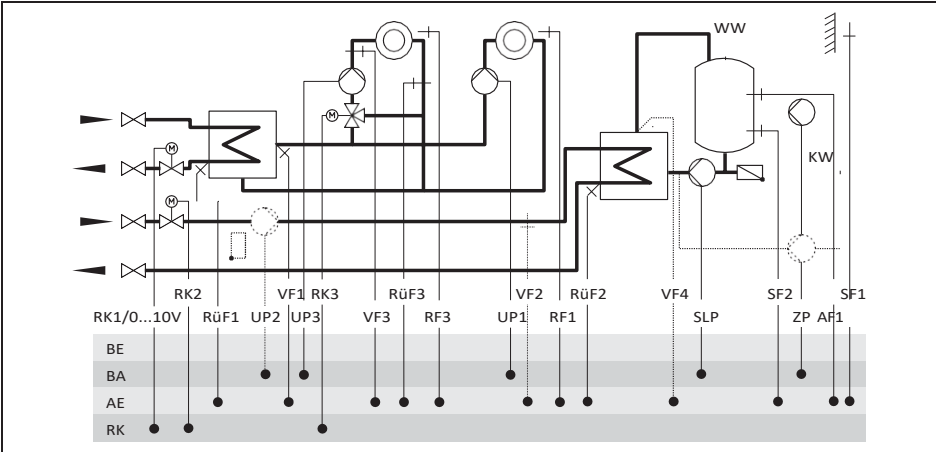 WW
KW
M
M
M
RK2 VF1 RK3 RüF3 VF2 RüF2 VF4 SF2 SF1
RK1/0...10V RüF1 UP2 UP3 VF3 RF3 UP1 RF1 SLP ZP AF1
BE
BA
AE
RK